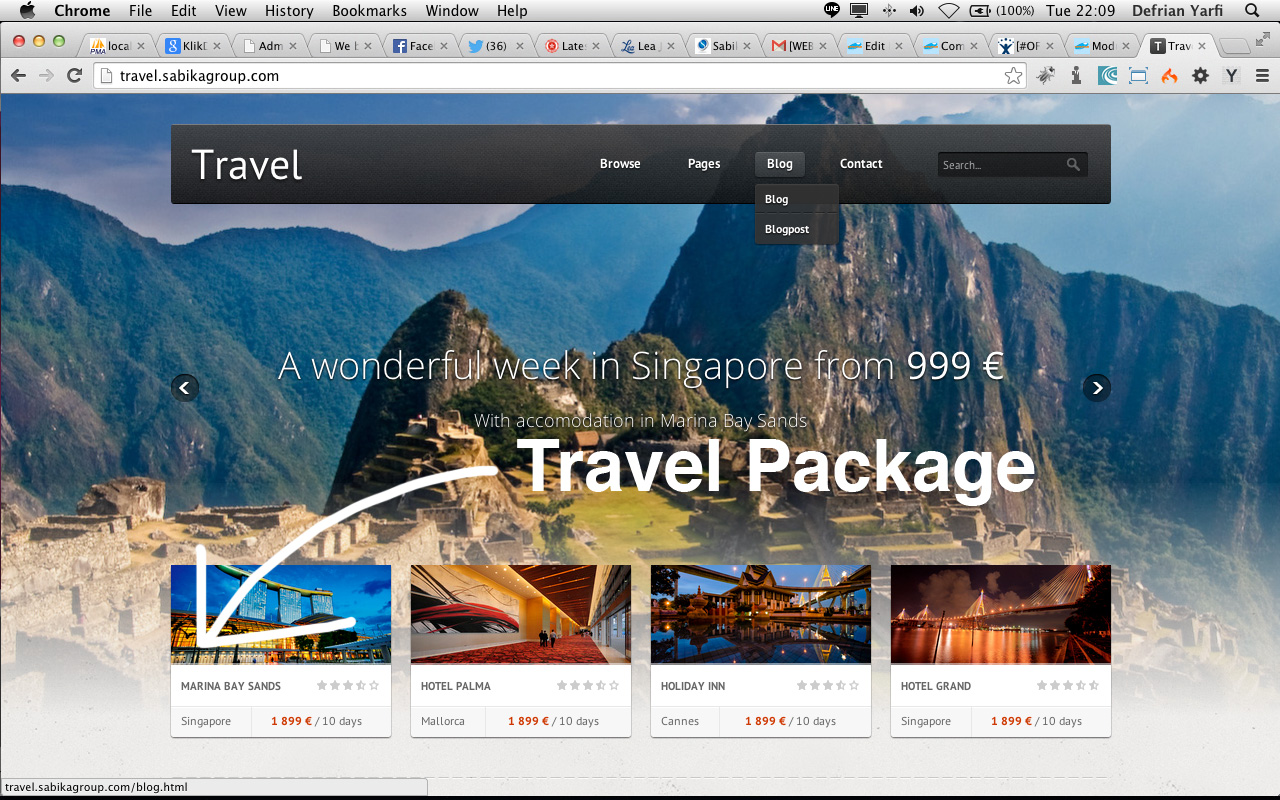 Chrome File Edit View History Bookmarks Window Help (100%) Tue 22:09 Defrian Yarfi
local KlikD Adm We b Face (36) Lates Lea J Sabil [WEB Edit Com [#OF Mod T Trav
travel.sabikagroup.com
Travel
Browse Pages Blog Contact Search...
Blog
Blogpost
A wonderful week in Singapore from 999 €
With accomodation in Marina Bay Sands
Travel Package
MARINA BAY SANDS
Singapore 1 899 € / 10 days
HOTEL PALMA
Mallorca 1 899 € / 10 days
HOLIDAY INN
Cannes 1 899 € / 10 days
HOTEL GRAND
Singapore 1 899 € / 10 days
travel.sabikagroup.com/blog.html